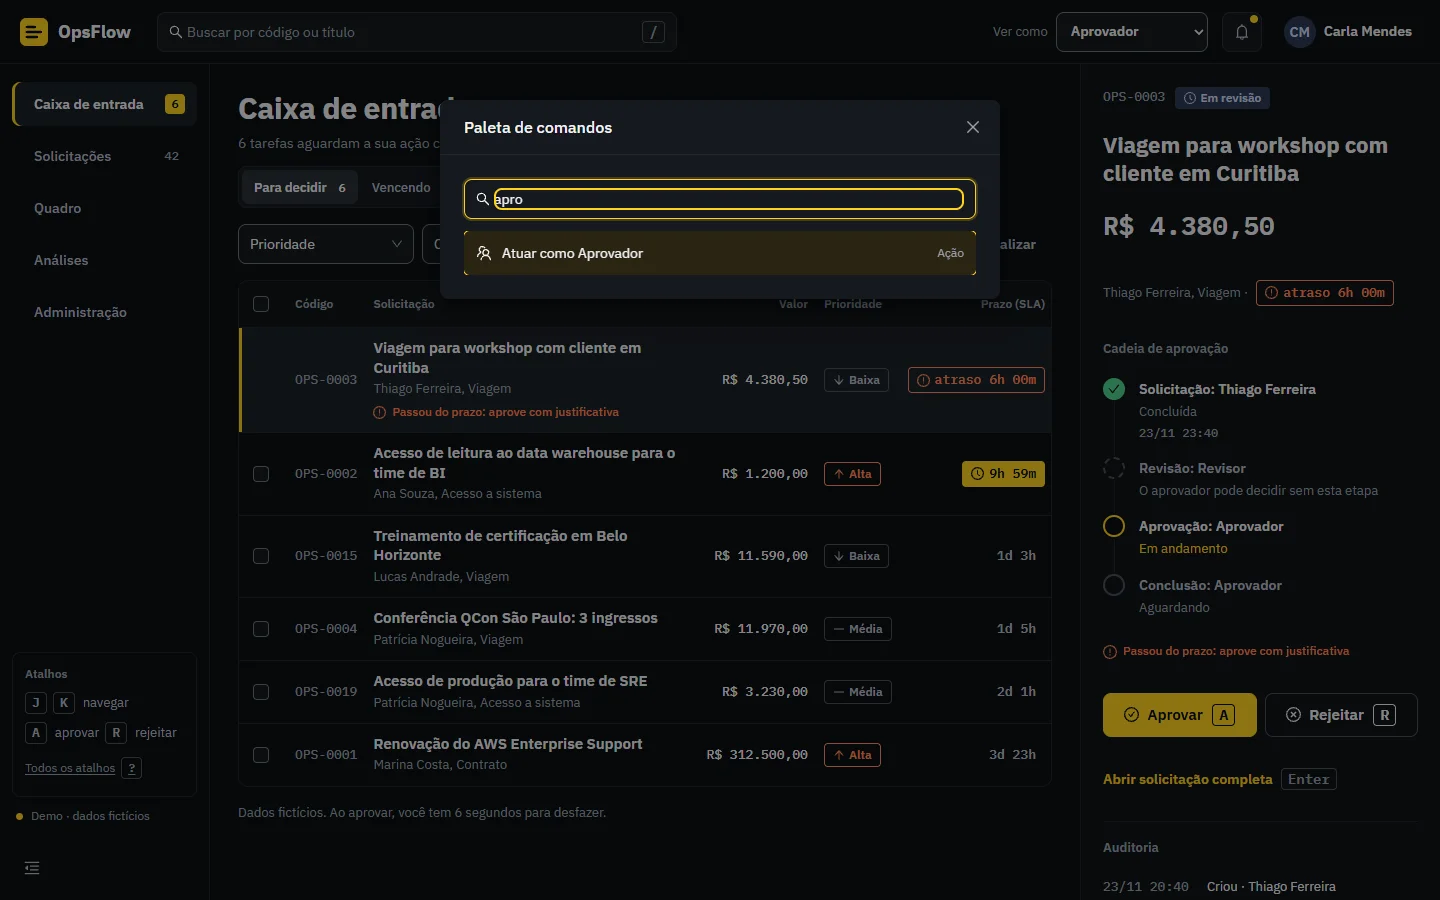 OpsFlow
Buscar por código ou título
/
Ver como
Aprovador
CM
Carla Mendes
Caixa de entrada
6
Solicitações
42
Quadro
Análises
Administração
Atalhos
J K navegar
A aprovar R rejeitar
Todos os atalhos ?
Demo · dados fictícios
6 tarefas aguardam a sua ação
Para decidir 6
Vencendo
Prioridade
Paleta de comandos
apro
Atuar como Aprovador
Ação
Código
Solicitação
Valor
Prioridade
Prazo (SLA)
OPS-0003
Viagem para workshop com cliente em
Curitiba
Thiago Ferreira, Viagem
Passou do prazo: aprove com justificativa
R$ 4.380,50
Baixa
atraso 6h 00m
OPS-0002
Acesso de leitura ao data warehouse para o
time de BI
Ana Souza, Acesso a sistema
R$ 1.200,00
Alta
9h 59m
OPS-0015
Treinamento de certificação em Belo
Horizonte
Lucas Andrade, Viagem
R$ 11.590,00
Baixa
1d 3h
OPS-0004
Conferência QCon São Paulo: 3 ingressos
Patrícia Nogueira, Viagem
R$ 11.970,00
Média
1d 5h
OPS-0019
Acesso de produção para o time de SRE
Patrícia Nogueira, Acesso a sistema
R$ 3.230,00
Média
2d 1h
OPS-0001
Renovação do AWS Enterprise Support
Marina Costa, Contrato
R$ 312.500,00
Alta
3d 23h
Dados fictícios. Ao aprovar, você tem 6 segundos para desfazer.
OPS-0003
Em revisão
Viagem para workshop com
cliente em Curitiba
R$ 4.380,50
Thiago Ferreira, Viagem ·
atraso 6h 00m
Cadeia de aprovação
Solicitação: Thiago Ferreira
Concluída
23/11 23:40
Revisão: Revisor
O aprovador pode decidir sem esta etapa
Aprovação: Aprovador
Em andamento
Conclusão: Aprovador
Aguardando
Passou do prazo: aprove com justificativa
Aprovar A
Rejeitar R
Abrir solicitação completa Enter
Auditoria
23/11 20:40 Criou · Thiago Ferreira